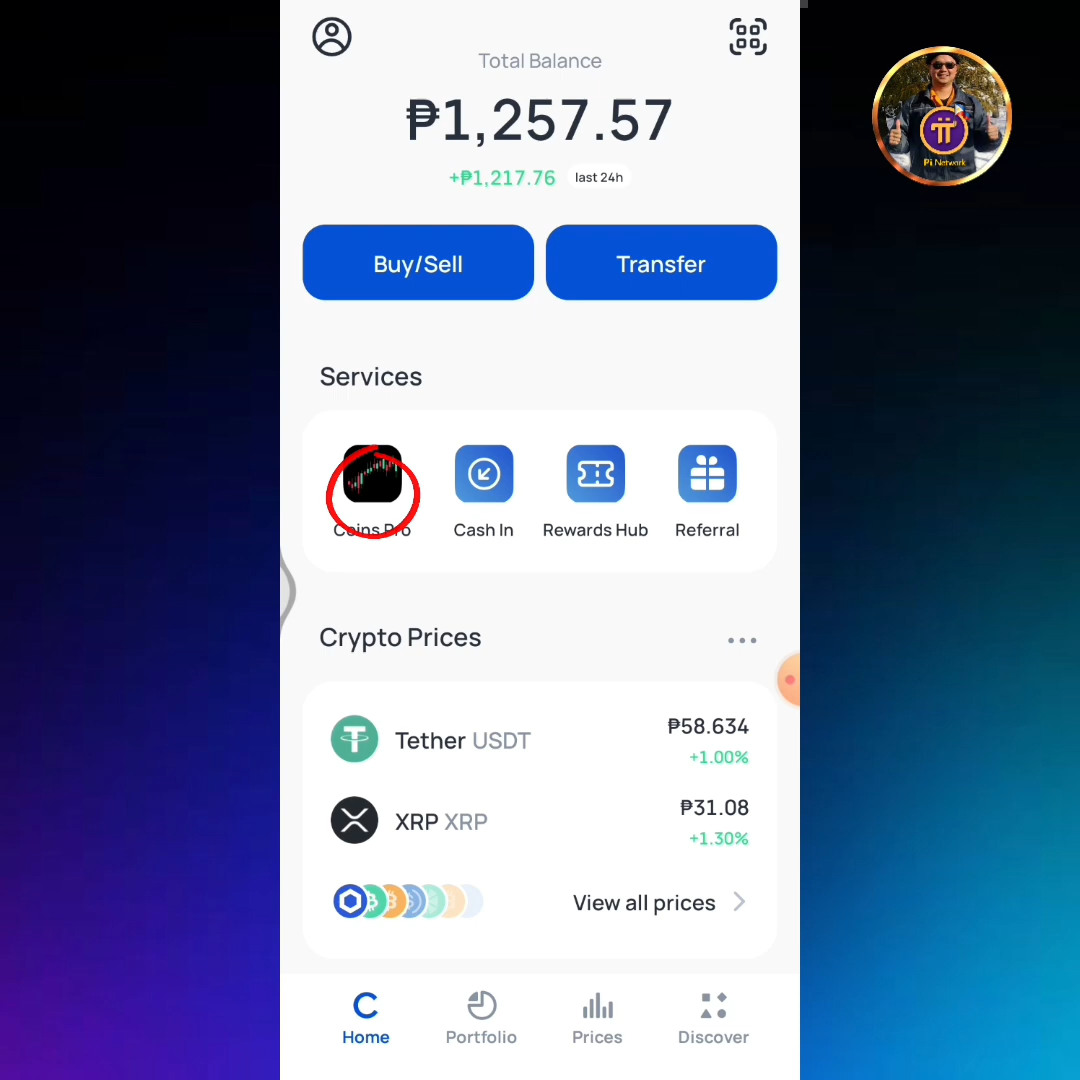 Total Balance
₱1,257.57
+₱1,217.76 last 24h
Pi Network
Buy/Sell Transfer
Services
Coins Pro Cash In Rewards Hub Referral
Crypto Prices
Tether USDT ₱58.634
+1.00%
XRP XRP ₱31.08
+1.30%
View all prices
Home Portfolio Prices Discover